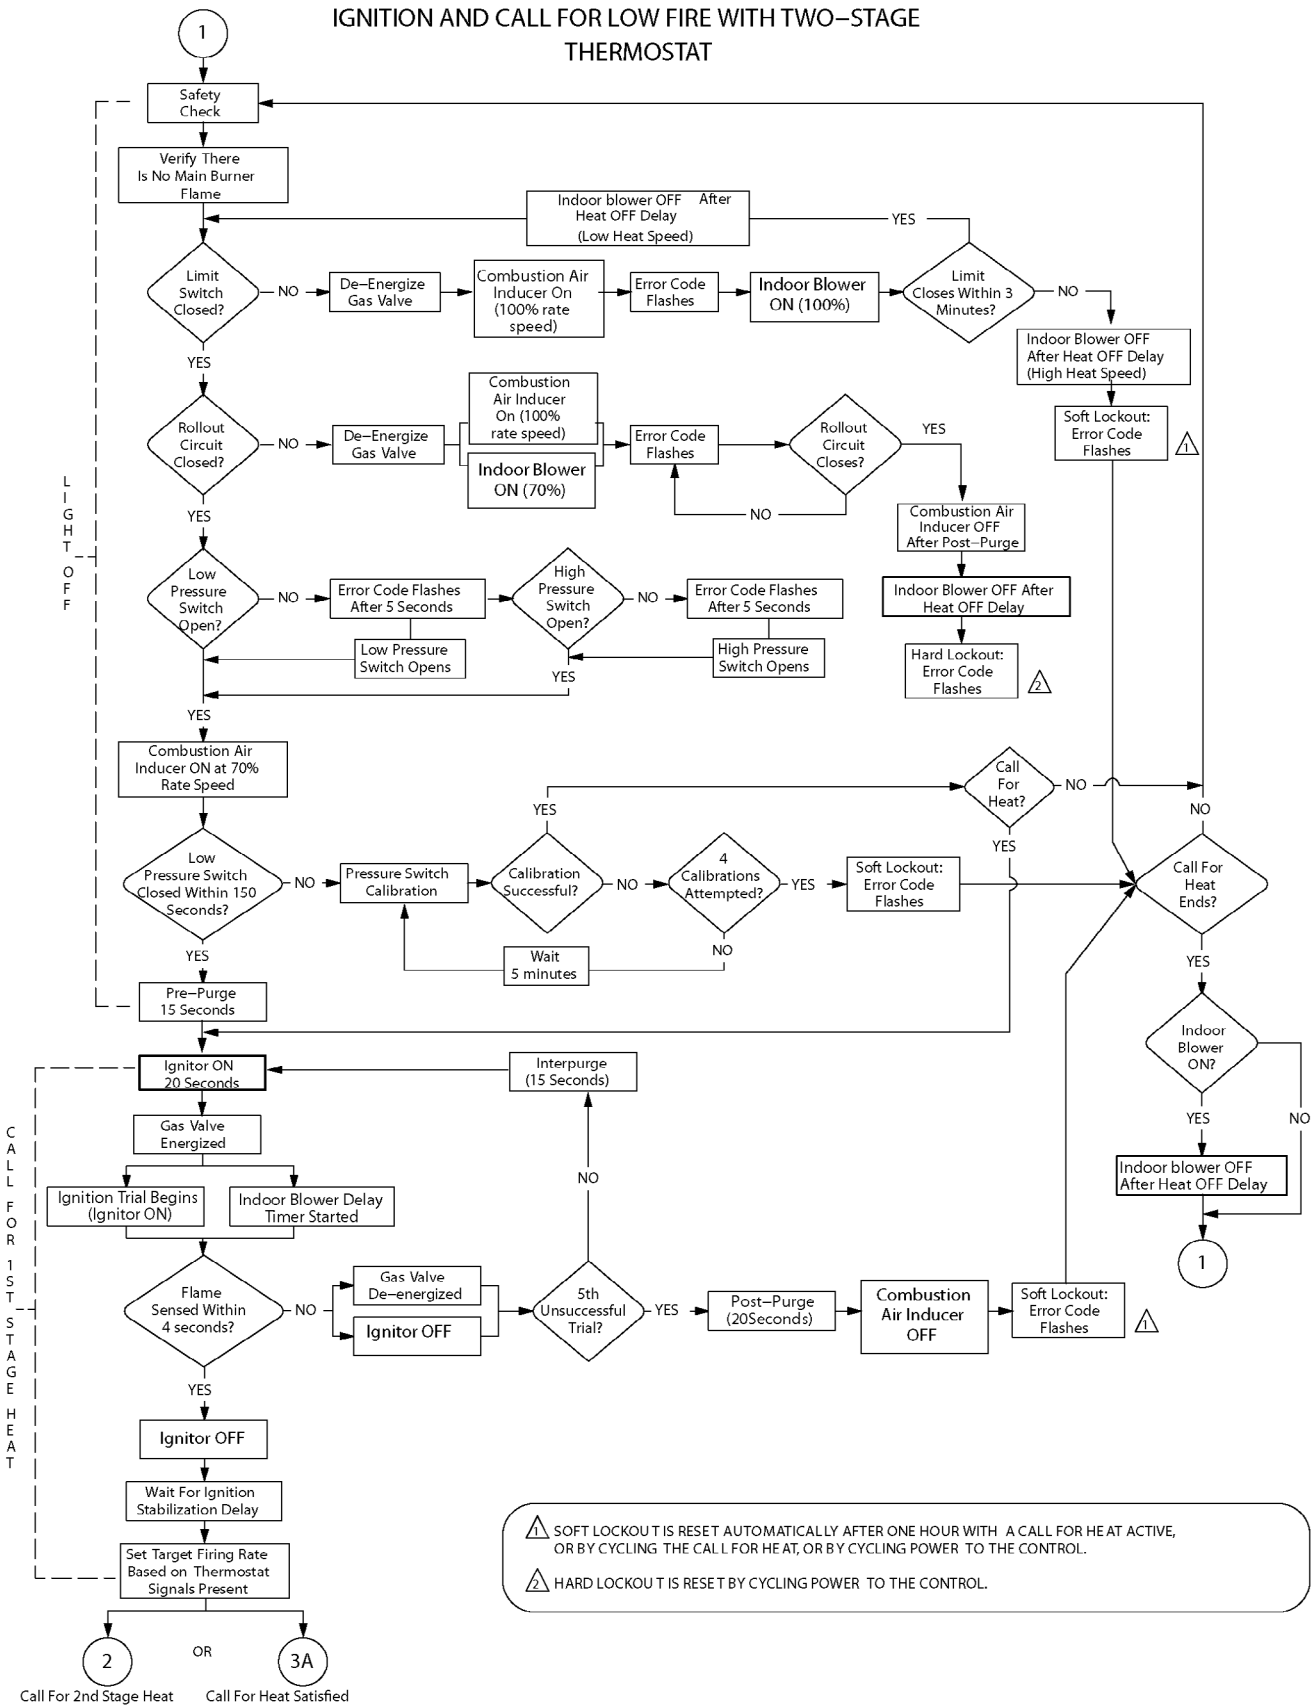 IGNITION AND CALL FOR LOW FIRE WITH TWO–STAGE
THERMOSTAT
1
Safety
Check
Verify There
Is No Main Burner
Flame
Indoor blower OFF After
Heat OFF Delay
(Low Heat Speed)
YES
Limit
Switch
Closed?
NO
De–Energize
Gas Valve
Combustion Air
Inducer On
(100% rate
speed)
Error Code
Flashes
Indoor Blower
ON (100%)
Limit
Closes Within 3
Minutes?
NO
Indoor Blower OFF
After Heat OFF Delay
(High Heat Speed)
Soft Lockout:
Error Code
Flashes
1
YES
Rollout
Circuit
Closed?
NO
De–Energize
Gas Valve
Combustion
Air Inducer
On (100%
rate speed)
Indoor Blower
ON (70%)
Error Code
Flashes
Rollout
Circuit
Closes?
YES
NO
Combustion Air
Inducer OFF
After Post–Purge
Indoor Blower OFF After
Heat OFF Delay
Hard Lockout:
Error Code
Flashes
2
YES
LIGHT OFF
Low
Pressure
Switch
Open?
NO
Error Code Flashes
After 5 Seconds
Low Pressure
Switch Opens
High
Pressure
Switch
Open?
NO
Error Code Flashes
After 5 Seconds
High Pressure
Switch Opens
YES
YES
Combustion Air
Inducer ON at 70%
Rate Speed
Call
For
Heat?
NO
YES
NO
Low
Pressure Switch
Closed Within 150
Seconds?
NO
Pressure Switch
Calibration
YES
Calibration
Successful?
NO
4
Calibrations
Attempted?
YES
Soft Lockout:
Error Code
Flashes
Call For
Heat
Ends?
NO
Wait
5 minutes
YES
Pre–Purge
15 Seconds
YES
Indoor
Blower
ON?
YES
NO
Indoor blower OFF
After Heat OFF Delay
1
Ignitor ON
20 Seconds
Interpurge
(15 Seconds)
NO
Gas Valve
Energized
Ignition Trial Begins
(Ignitor ON)
Indoor Blower Delay
Timer Started
CALL FOR 1ST STAGE HEAT
Flame
Sensed Within
4 seconds?
NO
Gas Valve
De–energized
Ignitor OFF
5th
Unsuccessful
Trial?
YES
Post–Purge
(20Seconds)
Combustion
Air Inducer
OFF
Soft Lockout:
Error Code
Flashes
1
YES
Ignitor OFF
Wait For Ignition
Stabilization Delay
Set Target Firing Rate
Based on Thermostat
Signals Present
2
OR
3A
Call For 2nd Stage Heat
Call For Heat Satisfied
1 SOFT LOCKOUT IS RESET AUTOMATICALLY AFTER ONE HOUR WITH A CALL FOR HEAT ACTIVE,
OR BY CYCLING THE CALL FOR HEAT, OR BY CYCLING POWER TO THE CONTROL.
2 HARD LOCKOUT IS RESET BY CYCLING POWER TO THE CONTROL.